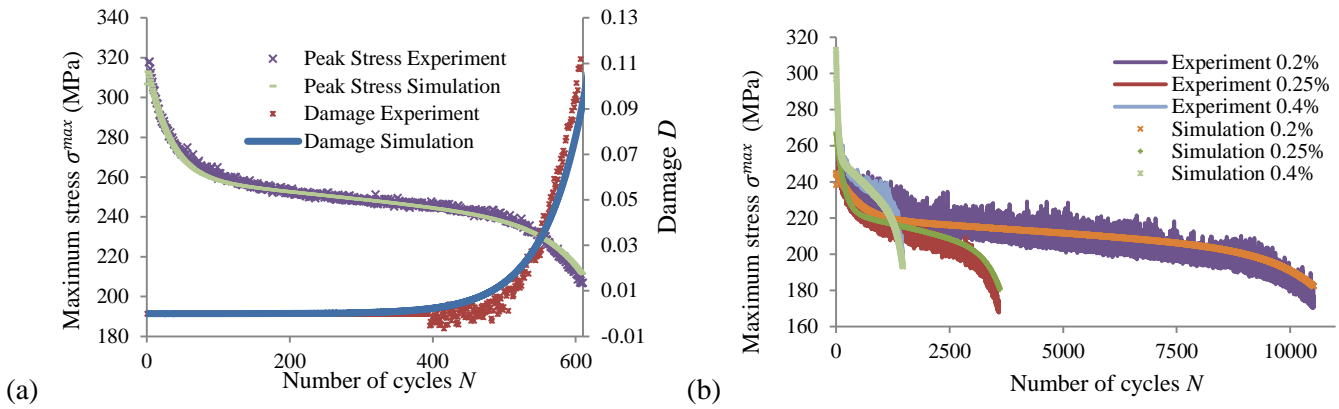 340
320
300
280
260
240
220
200
180
Maximum stress σmax (MPa)
Peak Stress Experiment
Peak Stress Simulation
Damage Experiment
Damage Simulation
0.13
0.11
0.09
0.07
0.05
0.03
0.01
-0.01
Damage D
0 200 400 600
Number of cycles N
(a)
320
300
280
260
240
220
200
180
160
Maximum stress σmax (MPa)
Experiment 0.2%
Experiment 0.25%
Experiment 0.4%
Simulation 0.2%
Simulation 0.25%
Simulation 0.4%
0 2500 5000 7500 10000
Number of cycles N
(b)